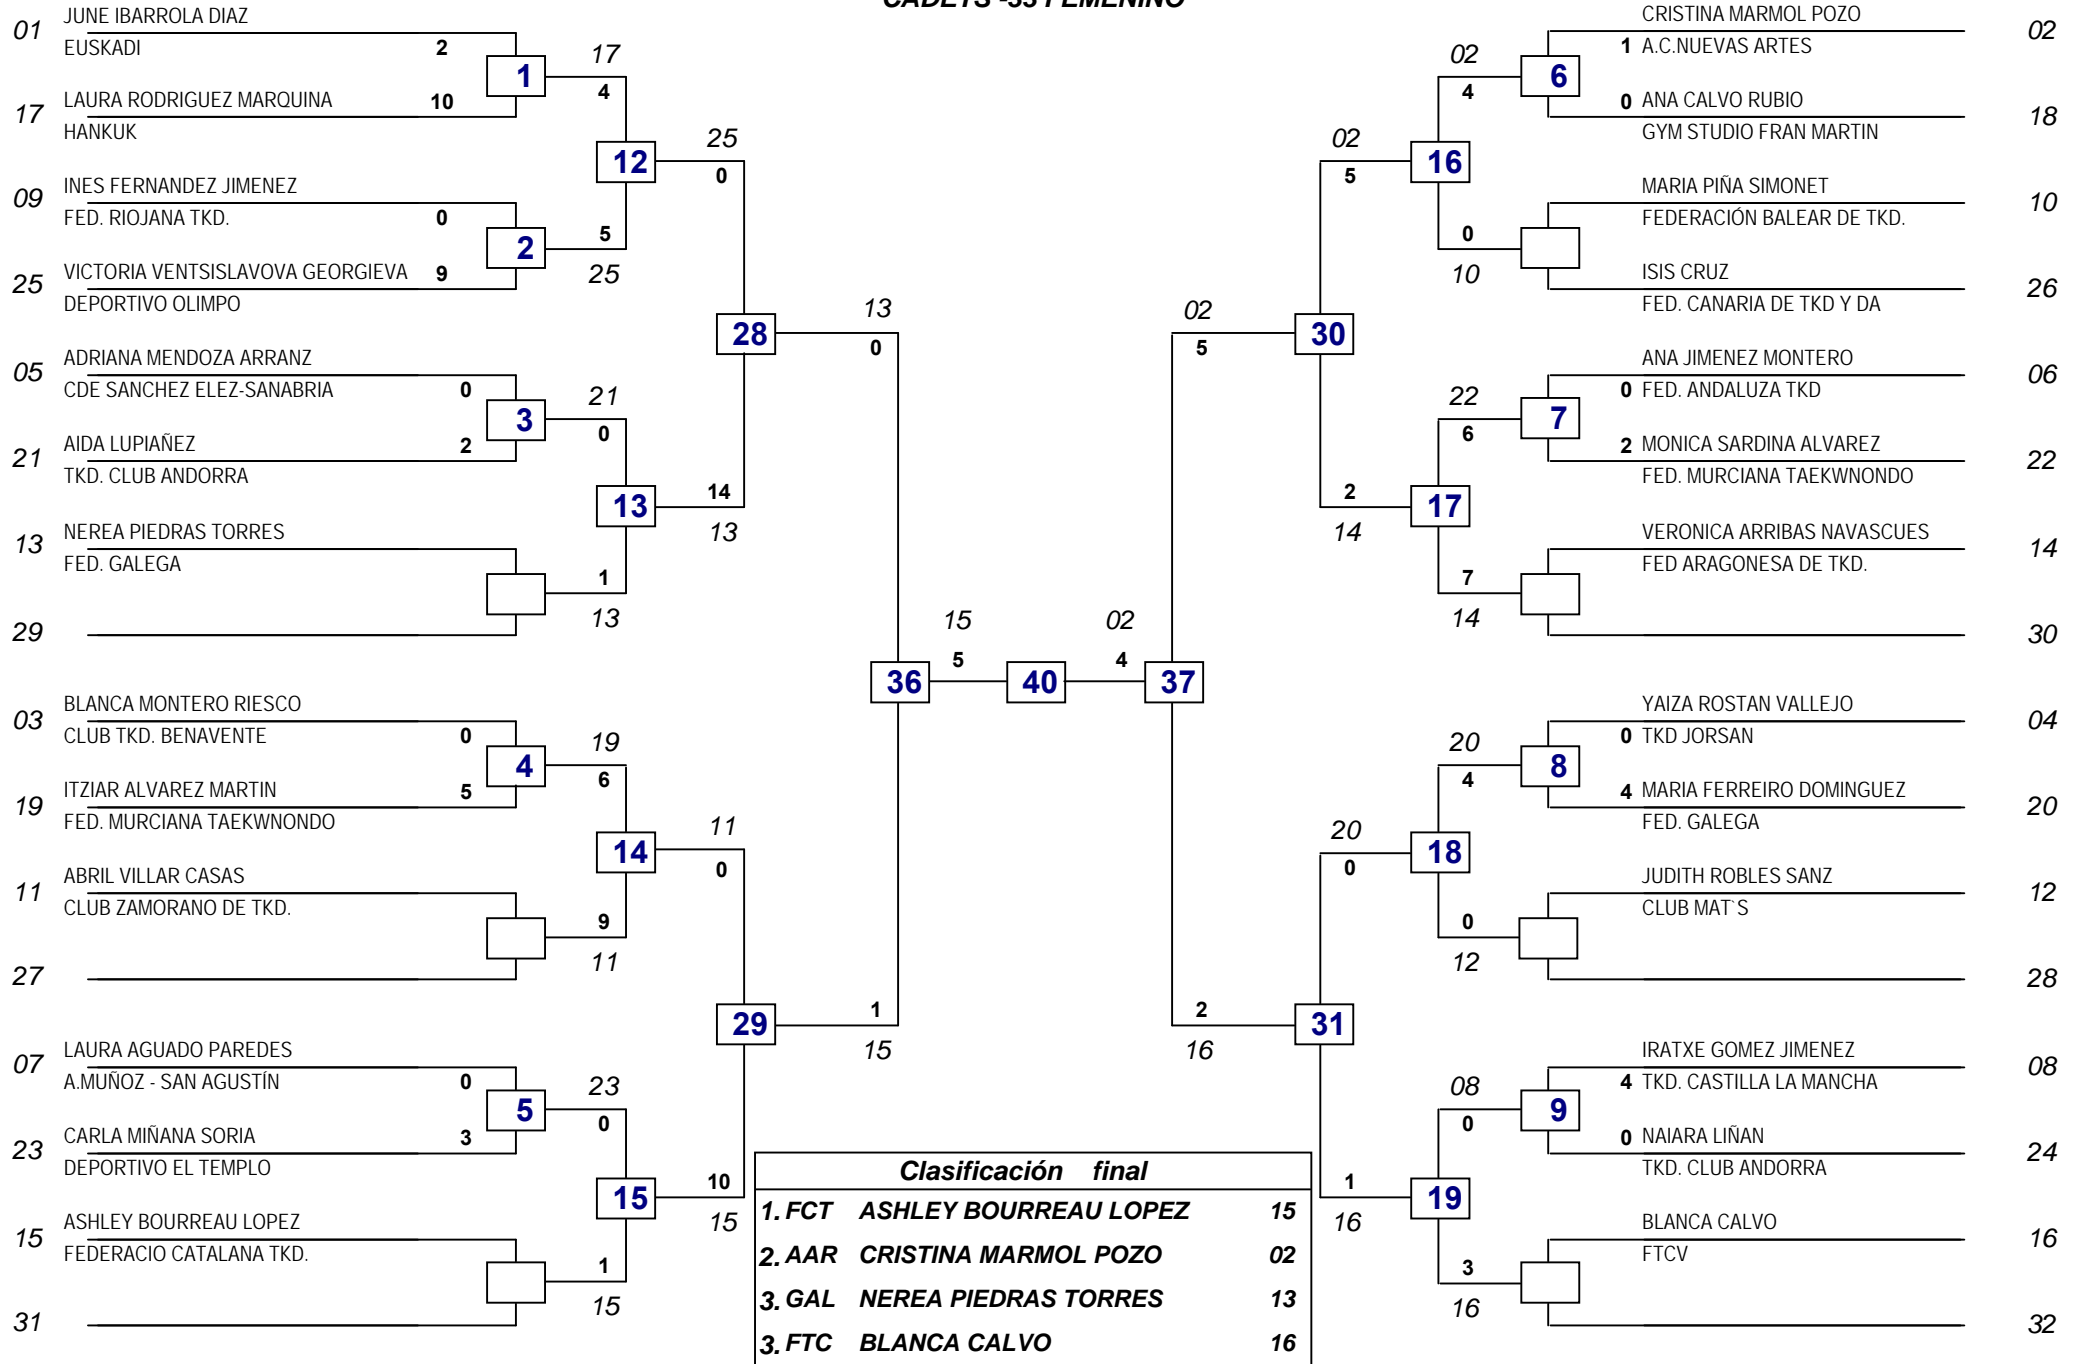 CADETS -33 FEMENINO
01 JUNE IBARROLA DIAZ
EUSKADI 2
1
17 LAURA RODRIGUEZ MARQUINA 10
HANKUK
17
4
12
09 INES FERNANDEZ JIMENEZ
FED. RIOJANA TKD. 0
2
5
25
25 VICTORIA VENTSISLAVOVA GEORGIEVA 9
DEPORTIVO OLIMPO
25
0
28
05 ADRIANA MENDOZA ARRANZ
CDE SANCHEZ ELEZ-SANABRIA 0
3
21
0
21 AIDA LUPIAÑEZ 2
TKD. CLUB ANDORRA
13
14
13
13 NEREA PIEDRAS TORRES
FED. GALEGA
1
13
29
13
0
36
15
5
40
03 BLANCA MONTERO RIESCO
CLUB TKD. BENAVENTE 0
4
19
6
19 ITZIAR ALVAREZ MARTIN 5
FED. MURCIANA TAEKWNONDO
14
11
0
11 ABRIL VILLAR CASAS
CLUB ZAMORANO DE TKD.
9
11
27
29
1
15
07 LAURA AGUADO PAREDES
A.MUÑOZ - SAN AGUSTÍN 0
5
23
0
23 CARLA MIÑANA SORIA 3
DEPORTIVO EL TEMPLO
15
10
15
15 ASHLEY BOURREAU LOPEZ
FEDERACIO CATALANA TKD.
1
15
31
CRISTINA MARMOL POZO 02
1 A.C.NUEVAS ARTES
6
02
4
0 ANA CALVO RUBIO 18
GYM STUDIO FRAN MARTIN
02
5
16
MARIA PIÑA SIMONET 10
FEDERACIÓN BALEAR DE TKD.
0
10
ISIS CRUZ 26
FED. CANARIA DE TKD Y DA
02
5
30
ANA JIMENEZ MONTERO 06
0 FED. ANDALUZA TKD
7
22
6
2 MONICA SARDINA ALVAREZ 22
FED. MURCIANA TAEKWNONDO
17
2
14
VERONICA ARRIBAS NAVASCUES 14
FED ARAGONESA DE TKD.
7
14
30
02
4
37
YAIZA ROSTAN VALLEJO 04
0 TKD JORSAN
8
20
4
4 MARIA FERREIRO DOMINGUEZ 20
FED. GALEGA
20
0
18
JUDITH ROBLES SANZ 12
CLUB MAT`S
0
12
28
2
16
31
IRATXE GOMEZ JIMENEZ 08
4 TKD. CASTILLA LA MANCHA
9
08
0
0 NAIARA LIÑAN 24
TKD. CLUB ANDORRA
1
16
19
BLANCA CALVO 16
FTCV
3
16
32
Clasificación final
1. FCT ASHLEY BOURREAU LOPEZ 15
2. AAR CRISTINA MARMOL POZO 02
3. GAL NEREA PIEDRAS TORRES 13
3. FTC BLANCA CALVO 16